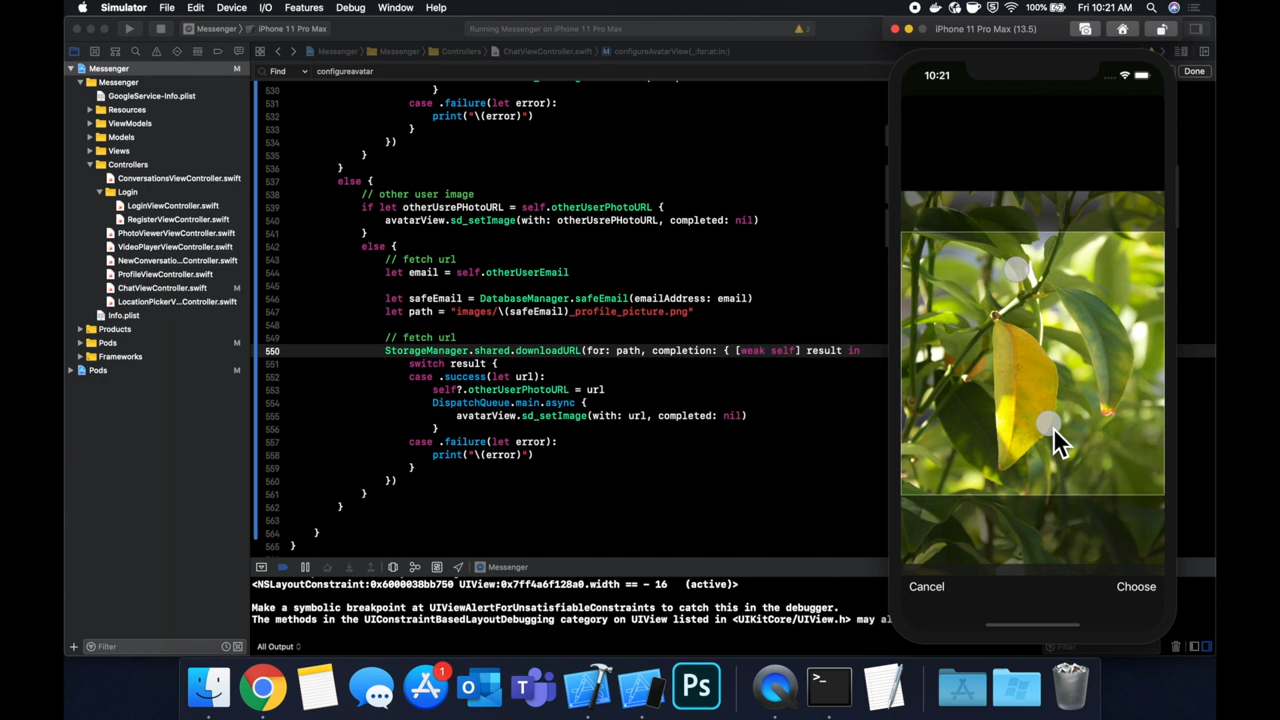 Simulator File Edit Device I/O Features Debug Window Help 5 100% Fri 10:21 AM
Messenger iPhone 11 Pro Max Running Messenger on iPhone 11 Pro Max 2 iPhone 11 Pro Max (13.5)
Messenger Messenger Controllers ChatViewController.swift M configureAvatarView(_:for:at:in:)
Find configureavatar Done
Messenger M
Messenger
GoogleService-Info.plist
Resources
ViewModels
Models
Views
Controllers
ConversationsViewController.swift
Login
LoginViewController.swift
RegisterViewController.swift
PhotoViewerViewController.swift
VideoPlayerViewController.swift
NewConversatio...Controller.swift
ProfileViewController.swift
ChatViewController.swift M
LocationPickerV...Controller.swift
Info.plist
Products
Pods M
Frameworks
Pods M
Filter
530 }
531 case .failure(let error):
532 print("\(error)")
533 }
534 })
535 }
536 }
537 else {
538 // other user image
539 if let otherUsrePHotoURL = self.otherUserPhotoURL {
540 avatarView.sd_setImage(with: otherUsrePHotoURL, completed: nil)
541 }
542 else {
543 // fetch url
544 let email = self.otherUserEmail
545
546 let safeEmail = DatabaseManager.safeEmail(emailAddress: email)
547 let path = "images/\(safeEmail)_profile_picture.png"
548
549 // fetch url
550 StorageManager.shared.downloadURL(for: path, completion: { [weak self] result in
551 switch result {
552 case .success(let url):
553 self?.otherUserPhotoURL = url
554 DispatchQueue.main.async {
555 avatarView.sd_setImage(with: url, completed: nil)
556 }
557 case .failure(let error):
558 print("\(error)")
559 }
560 })
561 }
562 }
564 }
565 }
Messenger
<NSLayoutConstraint:0x6000038bb750 UIView:0x7ff4a6f128a0.width == - 16 (active)>
Make a symbolic breakpoint at UIViewAlertForUnsatisfiableConstraints to catch this in the debugger.
The methods in the UIConstraintBasedLayoutDebugging category on UIView listed in <UIKitCore/UIView.h> may al
All Output
Filter
10:21
Cancel Choose
1
Ps